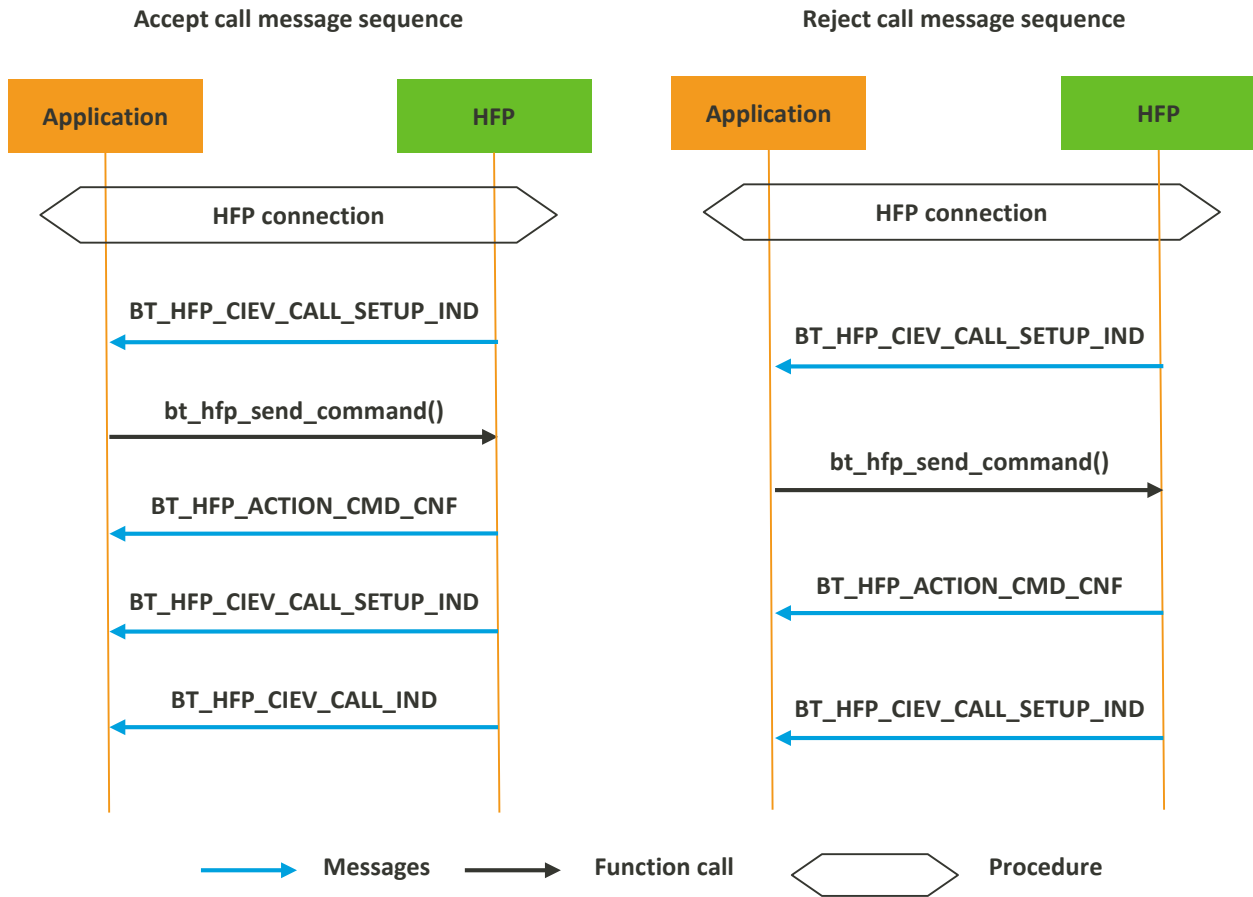 Accept call message sequence
Application
HFP
HFP connection
BT_HFP_CIEV_CALL_SETUP_IND
bt_hfp_send_command()
BT_HFP_ACTION_CMD_CNF
BT_HFP_CIEV_CALL_SETUP_IND
BT_HFP_CIEV_CALL_IND
Reject call message sequence
Application
HFP
HFP connection
BT_HFP_CIEV_CALL_SETUP_IND
bt_hfp_send_command()
BT_HFP_ACTION_CMD_CNF
BT_HFP_CIEV_CALL_SETUP_IND
Messages
Function call
Procedure